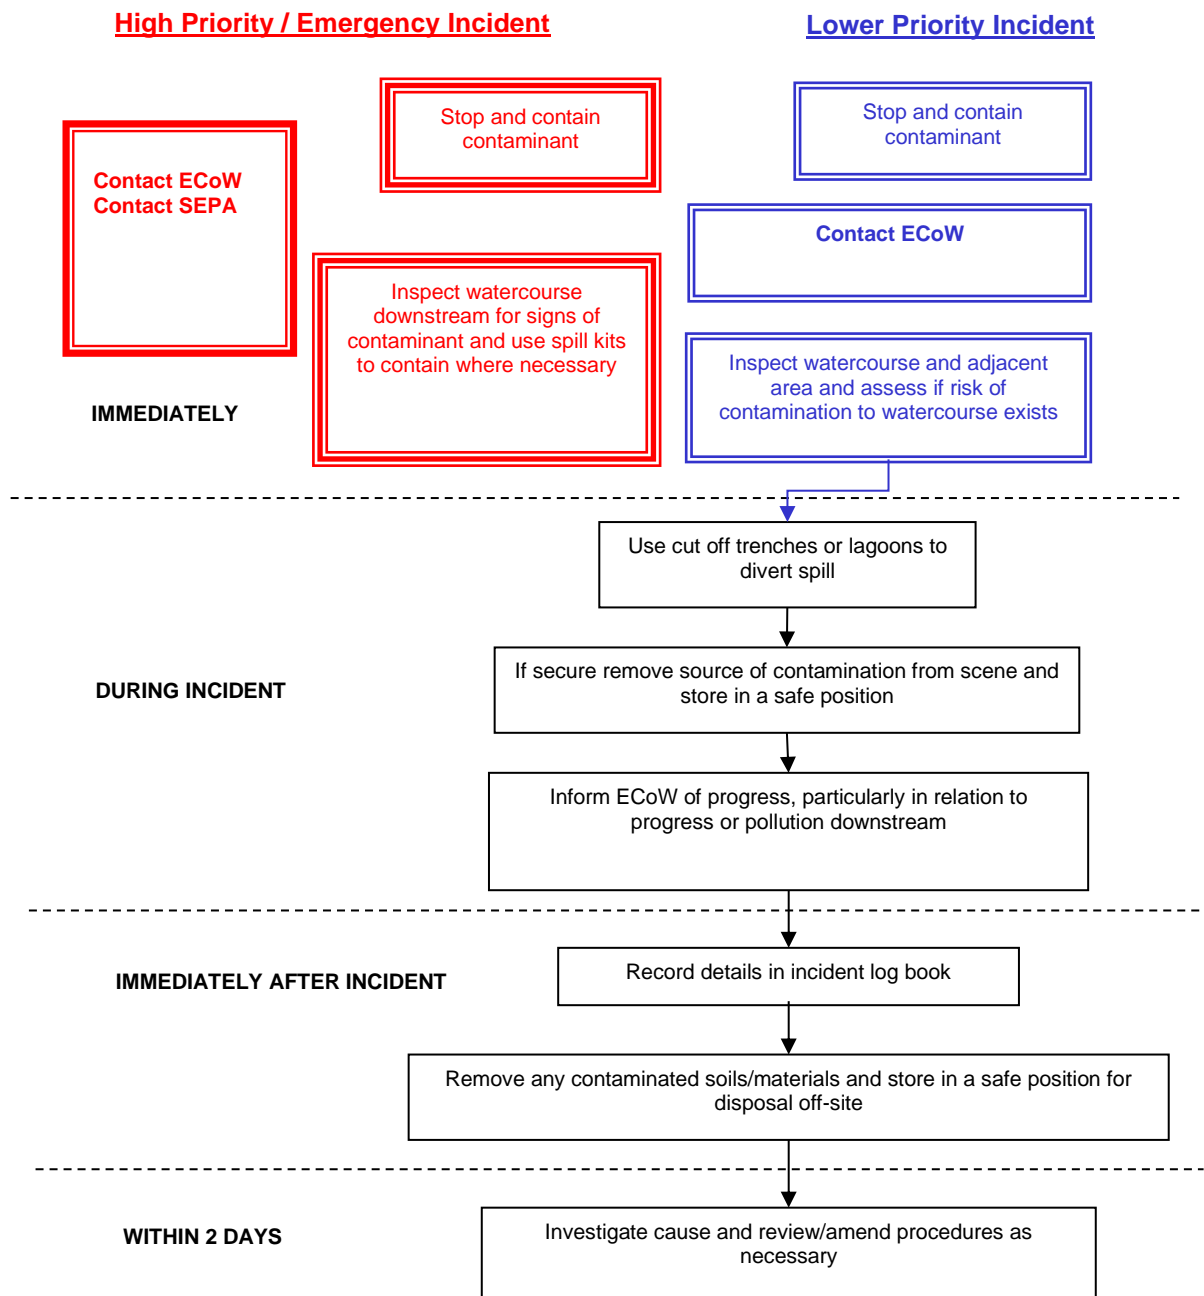 High Priority / Emergency Incident
Lower Priority Incident
Stop and contain
contaminant
Stop and contain
contaminant
Contact ECoW
Contact SEPA
Contact ECoW
Inspect watercourse
downstream for signs of
contaminant and use spill kits
to contain where necessary
Inspect watercourse and adjacent
area and assess if risk of
contamination to watercourse exists
IMMEDIATELY
Use cut off trenches or lagoons to
divert spill
DURING INCIDENT
If secure remove source of contamination from scene and
store in a safe position
Inform ECoW of progress, particularly in relation to
progress or pollution downstream
IMMEDIATELY AFTER INCIDENT
Record details in incident log book
Remove any contaminated soils/materials and store in a safe position for
disposal off-site
WITHIN 2 DAYS
Investigate cause and review/amend procedures as
necessary